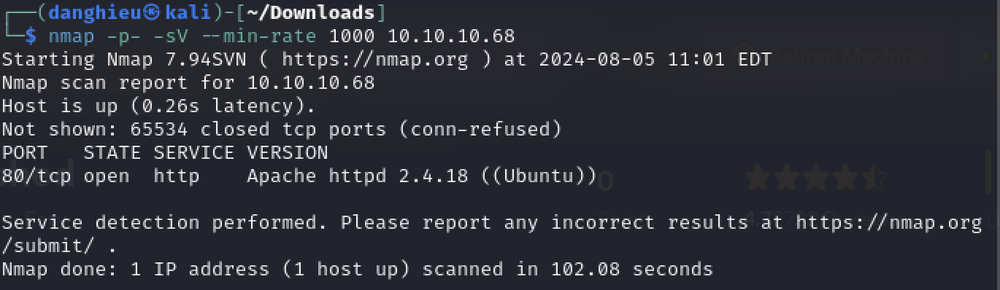 ┌──(danghieu㉿kali)-[~/Downloads]
└─$ nmap -p- -sV --min-rate 1000 10.10.10.68
Starting Nmap 7.94SVN ( https://nmap.org ) at 2024-08-05 11:01 EDT
Retired Machine
Nmap scan report for 10.10.10.68
Host is up (0.26s latency).
Not shown: 65534 closed tcp ports (conn-refused)
PORT   STATE SERVICE VERSION
80/tcp open  http    Apache httpd 2.4.18 ((Ubuntu))
0
Service detection performed. Please report any incorrect results at https://nmap.org
/submit/ .
Nmap done: 1 IP address (1 host up) scanned in 102.08 seconds